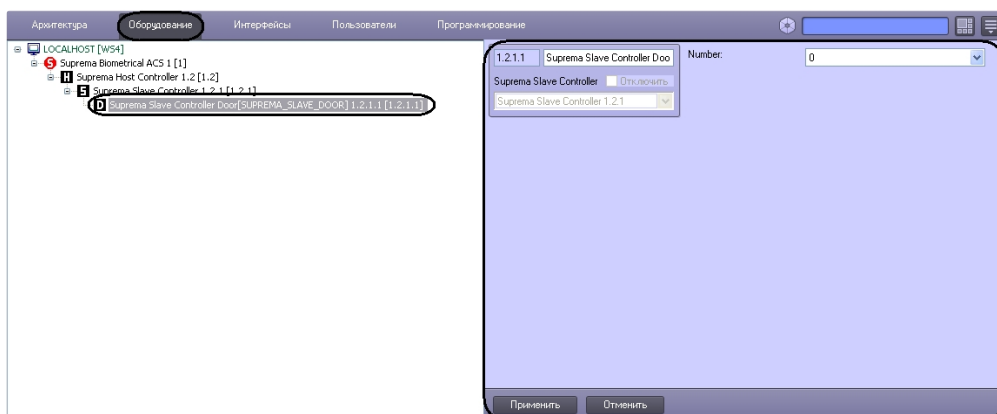 Архитектура Оборудование Интерфейсы Пользователи Программирование
LOCALHOST [WS4]
Suprema Biometrical ACS 1 [1]
H Suprema Host Controller 1.2 [1.2]
S Suprema Slave Controller 1.2.1 [1.2.1]
D Suprema Slave Controller Door[SUPREMA_SLAVE_DOOR] 1.2.1.1 [1.2.1.1]
1.2.1.1 Suprema Slave Controller Doo Number: 0
Suprema Slave Controller Отключить
Suprema Slave Controller 1.2.1
Применить Отменить